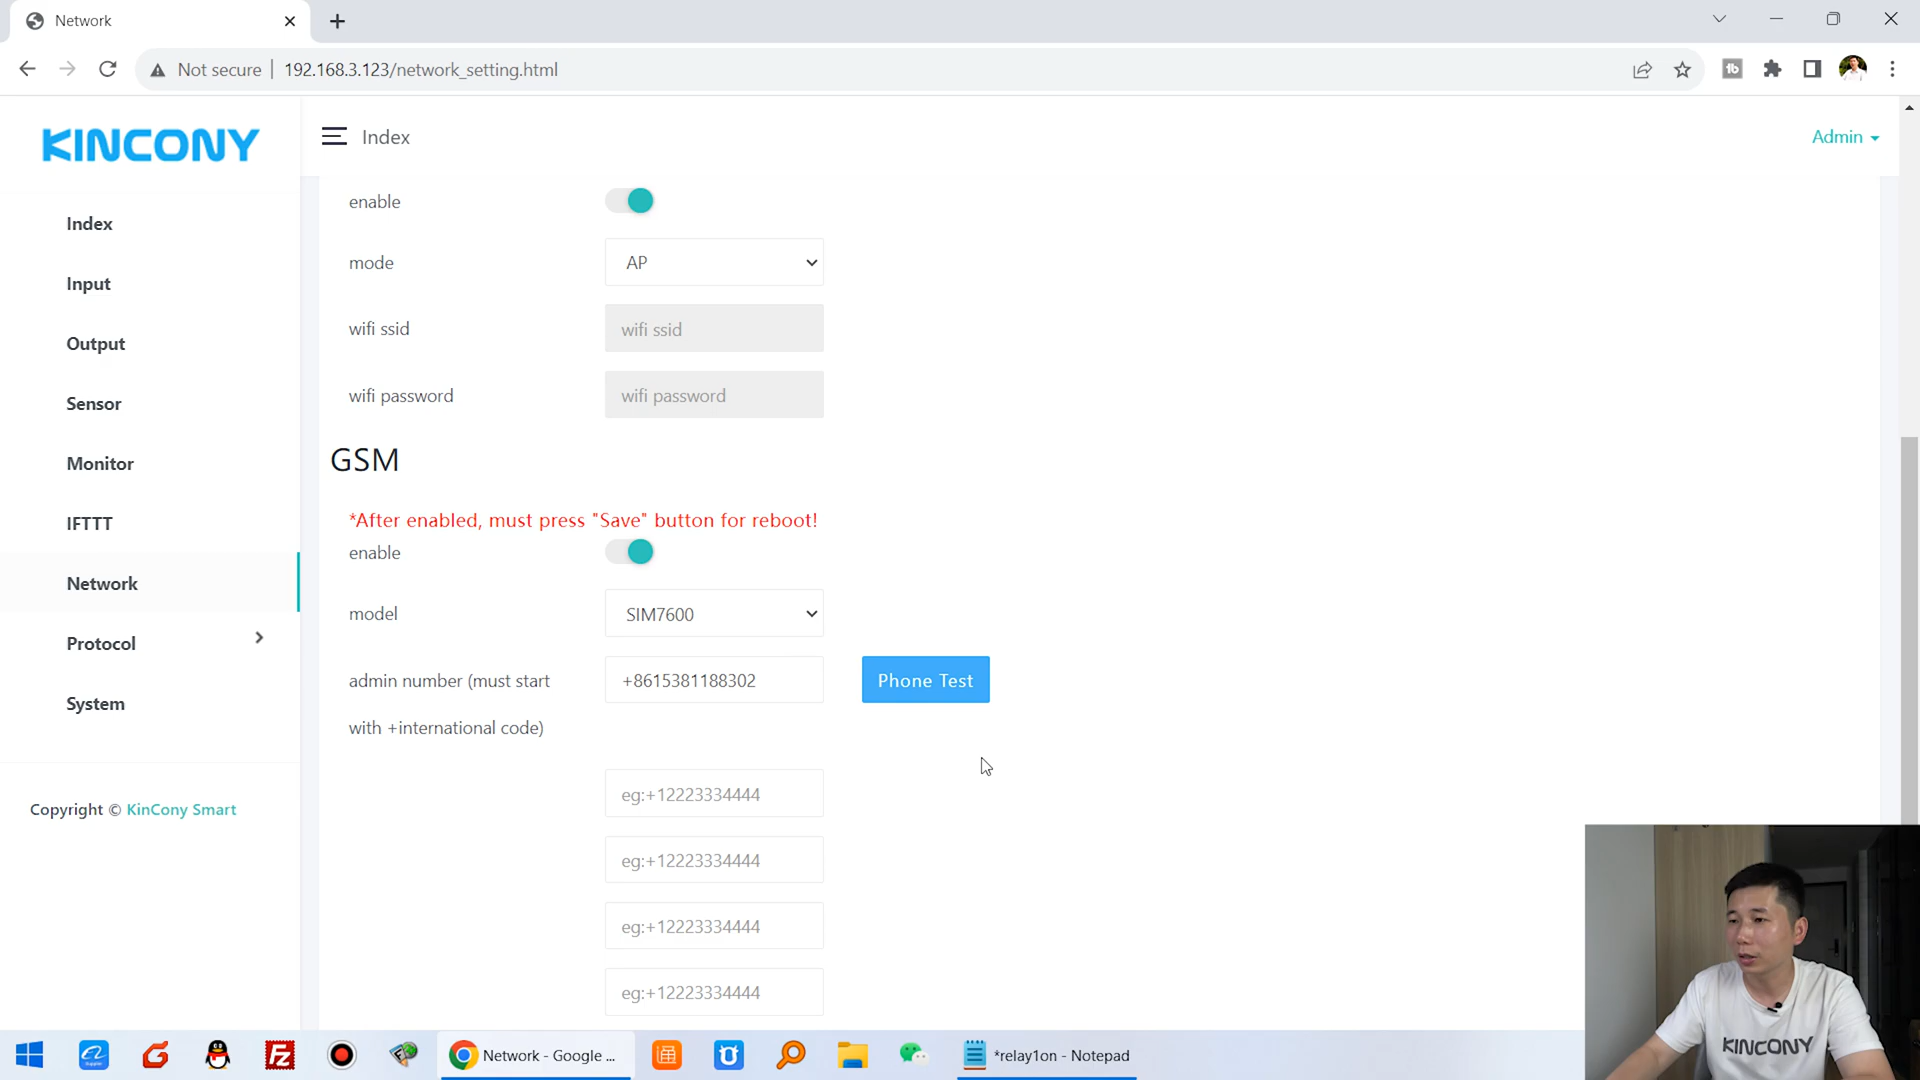 Network
Not secure
192.168.3.123/network_setting.html
KINCONY
Index
Admin
Index
Input
Output
Sensor
Monitor
IFTTT
Network
Protocol
System
Copyright © KinCony Smart
enable
mode
AP
wifi ssid
wifi ssid
wifi password
wifi password
GSM
*After enabled, must press "Save" button for reboot!
enable
model
SIM7600
admin number (must start
with +international code)
+8615381188302
Phone Test
eg:+12223334444
eg:+12223334444
eg:+12223334444
eg:+12223334444
KINCONY
Network - Google ...
*relay1on - Notepad